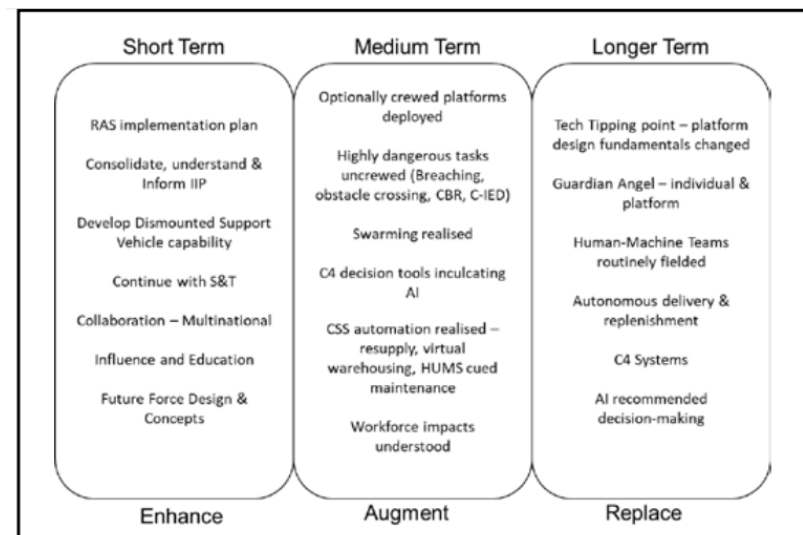 Short Term
RAS implementation plan
Consolidate, understand &
Inform IIP
Develop Dismounted Support
Vehicle capability
Continue with S&T
Collaboration – Multinational
Influence and Education
Future Force Design &
Concepts
Enhance
Medium Term
Optionally crewed platforms
deployed
Highly dangerous tasks
uncrewed (Breaching,
obstacle crossing, CBR, C-IED)
Swarming realised
C4 decision tools inculcating
AI
CSS automation realised –
resupply, virtual
warehousing, HUMS cued
maintenance
Workforce impacts
understood
Augment
Longer Term
Tech Tipping point – platform
design fundamentals changed
Guardian Angel – individual &
platform
Human-Machine Teams
routinely fielded
Autonomous delivery &
replenishment
C4 Systems
AI recommended
decision-making
Replace